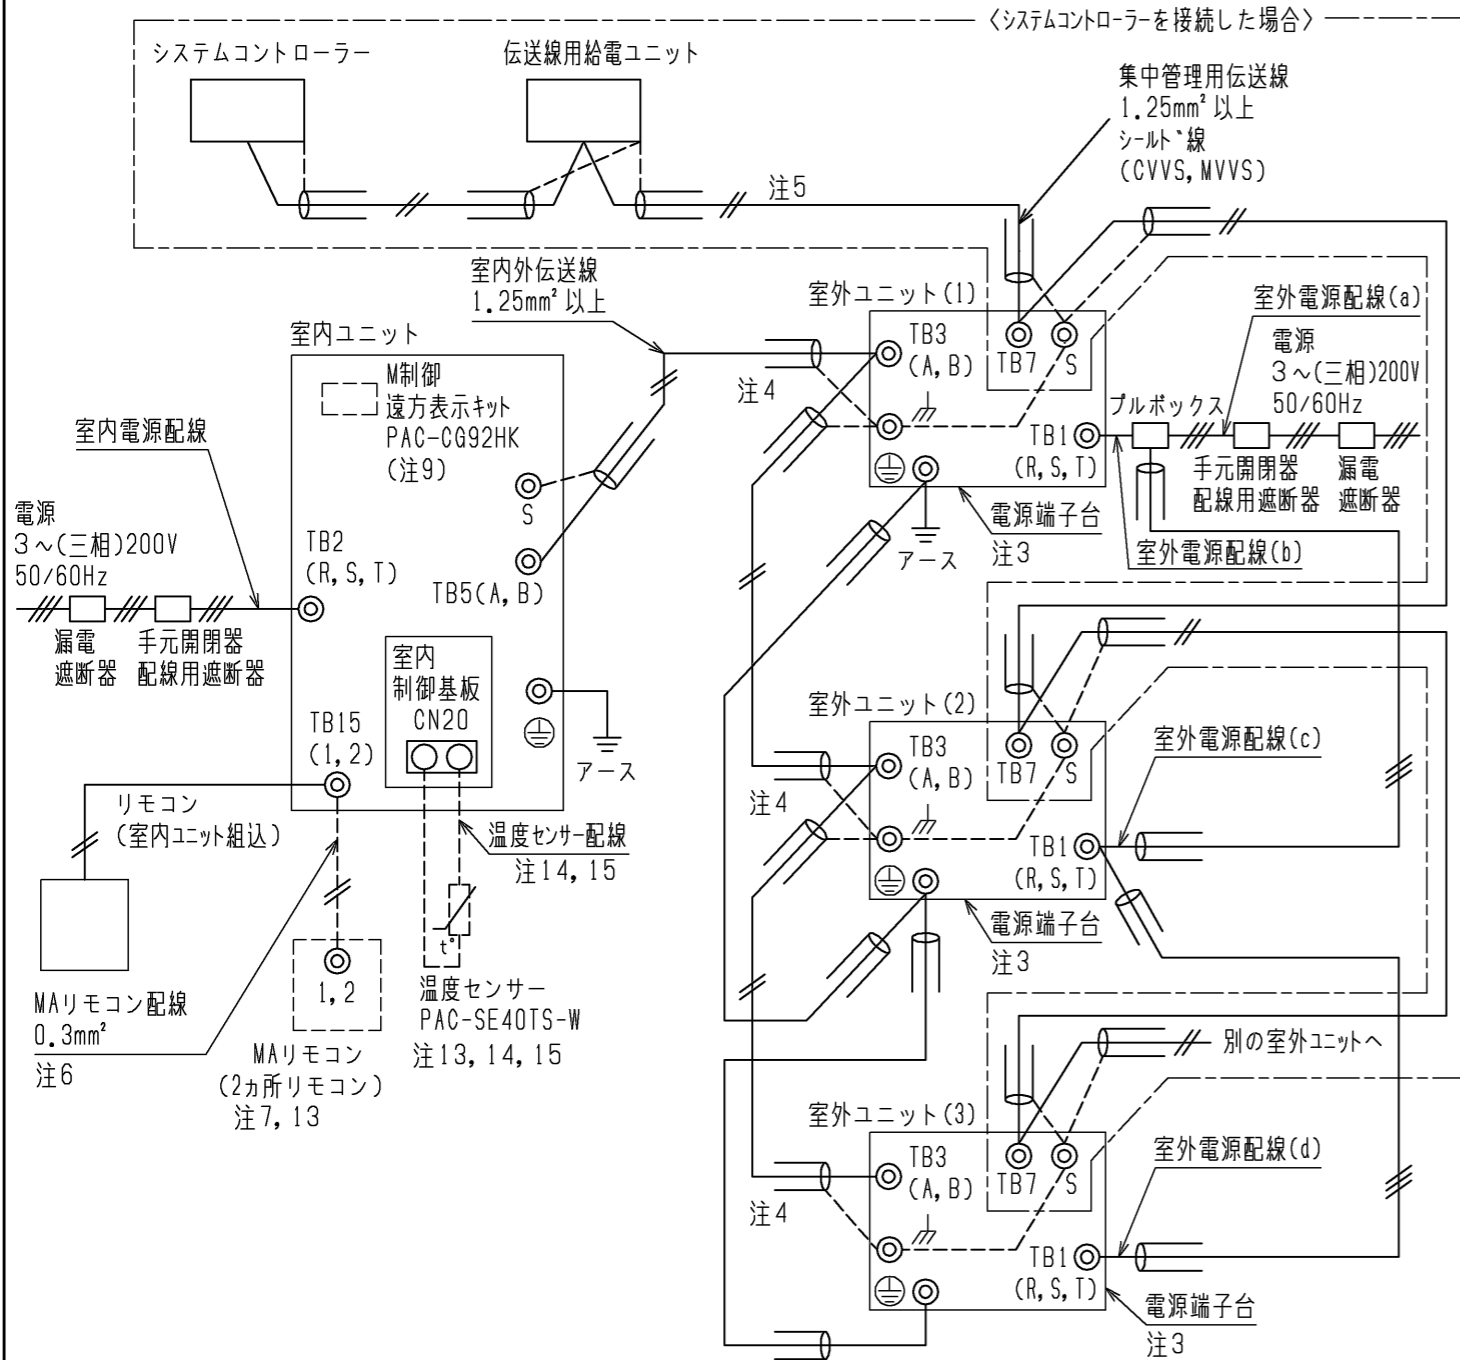 〈システムコントローラーを接続した場合〉
システムコントローラー
伝送線用給電ユニット
集中管理用伝送線
1.25mm²以上
シールド線
(CVVS, MVVS)
注5
室内外伝送線
1.25mm²以上
室内ユニット
M制御
遠方表示キット
PAC-CG92HK
(注9)
室内電源配線
電源
3～(三相)200V
50/60Hz
漏電
遮断器
手元開閉器
配線用遮断器
TB2
(R, S, T)
S
TB5(A, B)
室内
制御基板
CN20
TB15
(1, 2)
アース
リモコン
(室内ユニット組込)
温度センサー配線
注14, 15
t°
MAリモコン配線
0.3mm²
注6
1, 2
MAリモコン
(2ヵ所リモコン)
注7, 13
温度センサー
PAC-SE40TS-W
注13, 14, 15
室外ユニット(1)
TB3
(A, B)
TB7
S
注4
TB1
(R, S, T)
室外電源配線(a)
電源
3～(三相)200V
50/60Hz
プルボックス
手元開閉器
配線用遮断器
漏電
遮断器
室外電源配線(b)
電源端子台
注3
アース
室外ユニット(2)
TB3
(A, B)
TB7
S
注4
TB1
(R, S, T)
室外電源配線(c)
電源端子台
注3
別の室外ユニットへ
室外ユニット(3)
TB3
(A, B)
TB7
S
注4
TB1
(R, S, T)
室外電源配線(d)
電源端子台
注3